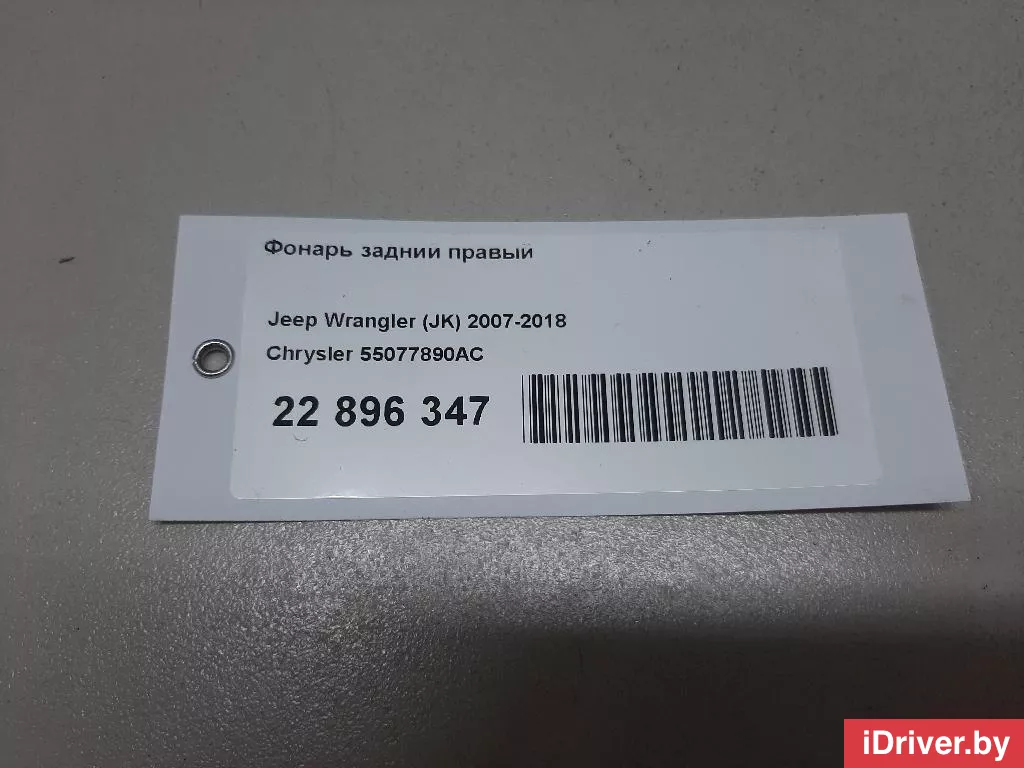 Фонарь задний правый
Jeep Wrangler (JK) 2007-2018
Chrysler 55077890AC
22 896 347
iDriver.by